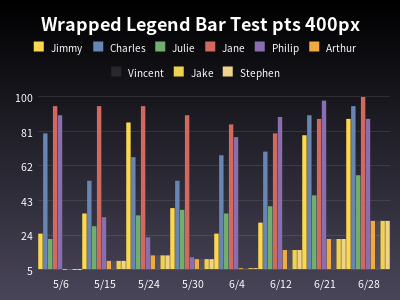 Wrapped Legend Bar Test pts 400px
Jimmy Charles Julie Jane Philip Arthur
Vincent Jake Stephen
100
81
62
43
24
5
5/6 5/15 5/24 5/30 6/4 6/12 6/21 6/28